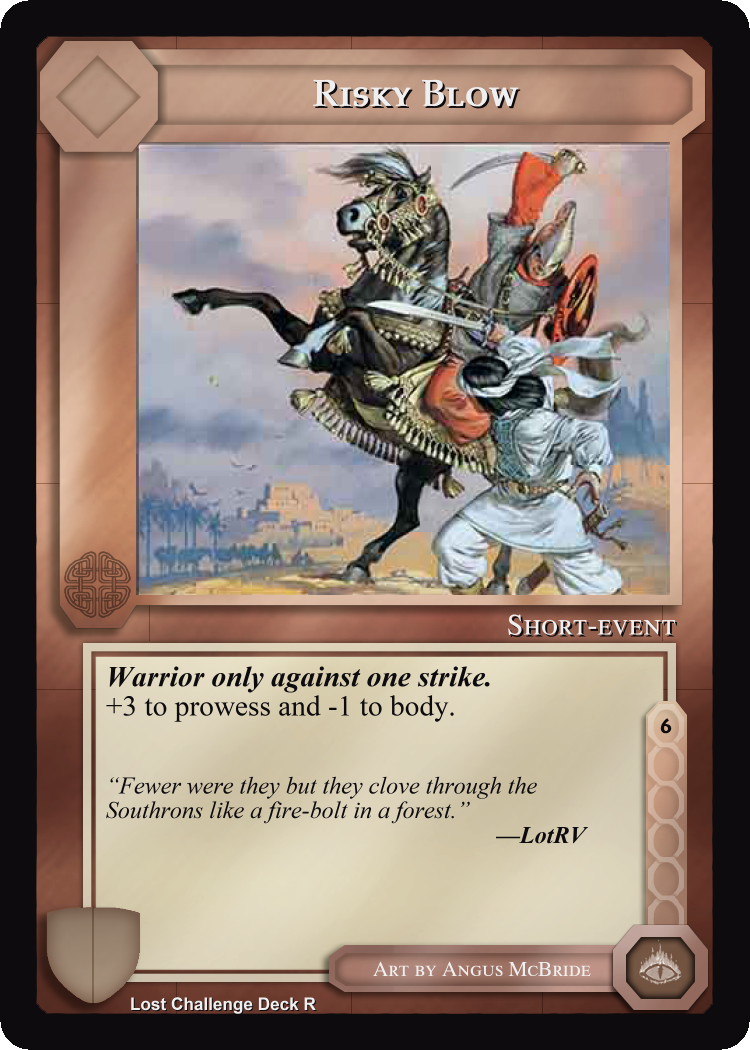 Risky Blow
Short-event
Warrior only against one strike.
+3 to prowess and -1 to body.
6
“Fewer were they but they clove through the
Southrons like a fire-bolt in a forest.”
—LotRV
Art by Angus McBride
Lost Challenge Deck R